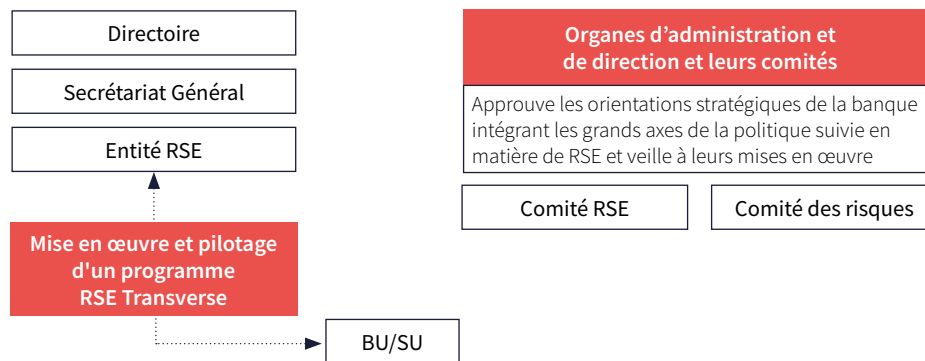 Directoire
Secrétariat Général
Entité RSE
Mise en œuvre et pilotage
d'un programme
RSE Transverse
BU/SU
Organes d’administration et
de direction et leurs comités
Approuve les orientations stratégiques de la banque
intégrant les grands axes de la politique suivie en
matière de RSE et veille à leurs mises en œuvre
Comité RSE
Comité des risques